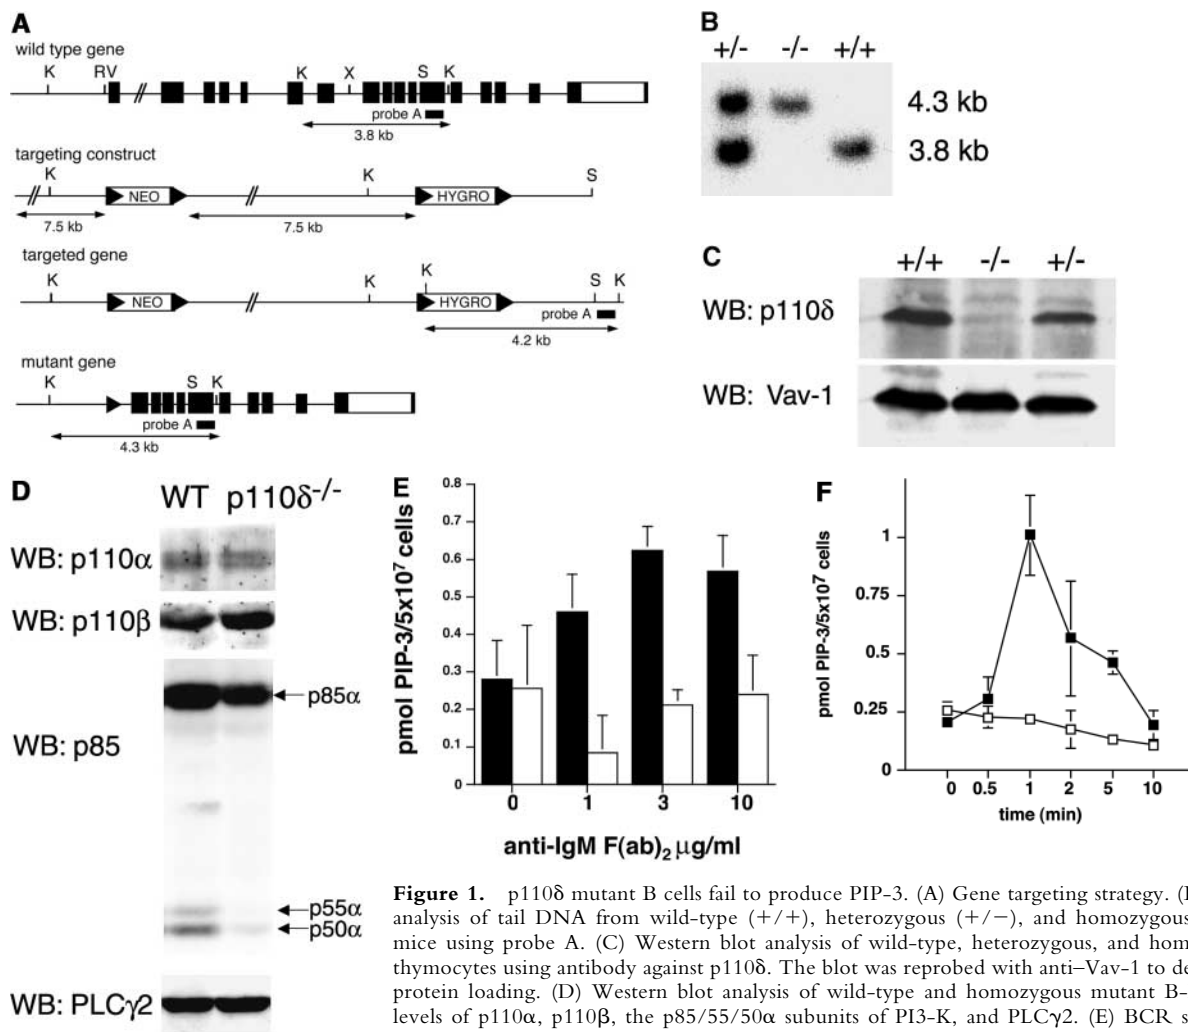 A
wild type gene
K RV K X S K
probe A
3.8 kb
targeting construct
K K S
NEO HYGRO
7.5 kb 7.5 kb
targeted gene
K K K S K
NEO HYGRO
probe A
4.2 kb
mutant gene
K S K
probe A
4.3 kb
B
+/- -/- +/+
4.3 kb
3.8 kb
C
+/+ -/- +/-
WB: p110δ
WB: Vav-1
D
WT p110δ-/-
WB: p110α
WB: p110β
p85α
WB: p85
p55α
p50α
WB: PLCγ2
E
pmol PIP-3/5x10⁷ cells
0.8
0.7
0.6
0.5
0.4
0.3
0.2
0.1
0
0 1 3 10
anti-IgM F(ab)₂ μg/ml
F
pmol PIP-3/5x10⁷ cells
1
0.75
0.5
0.25
0
0 0.5 1 2 5 10
time (min)
Figure 1. p110δ mutant B cells fail to produce PIP-3. (A) Gene targeting strategy.
analysis of tail DNA from wild-type (+/+), heterozygous (+/−), and homozygous
mice using probe A. (C) Western blot analysis of wild-type, heterozygous, and hom
thymocytes using antibody against p110δ. The blot was reprobed with anti–Vav-1 to de
protein loading. (D) Western blot analysis of wild-type and homozygous mutant B-
levels of p110α, p110β, the p85/55/50α subunits of PI3-K, and PLCγ2. (E) BCR s